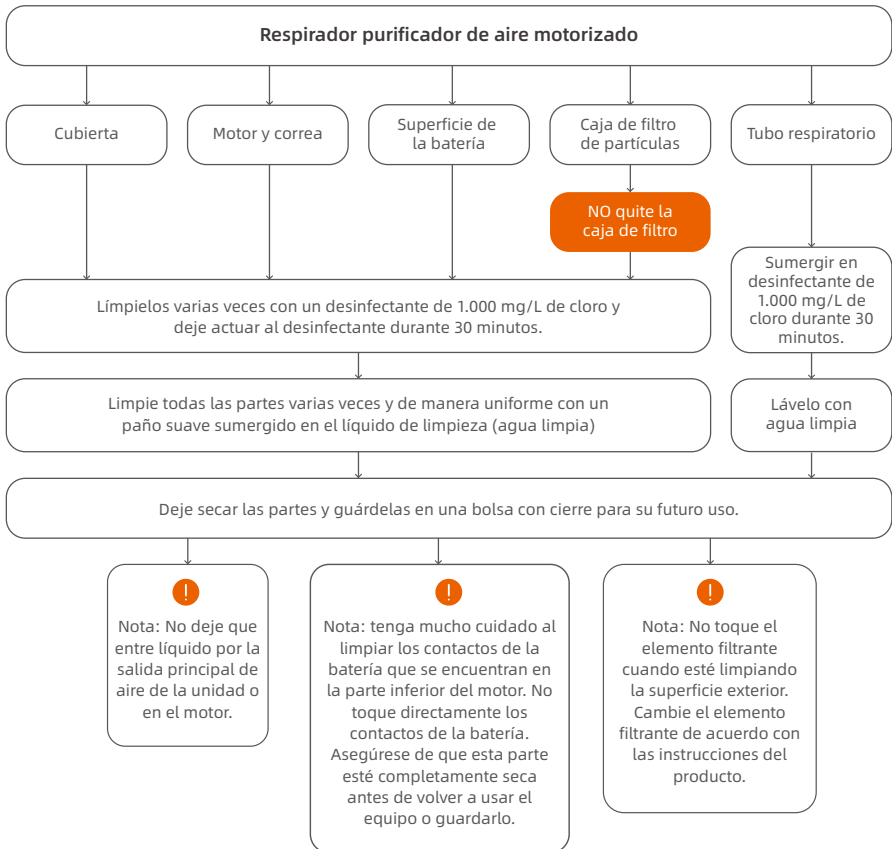 Respirador purificador de aire motorizado
Cubierta
Motor y correa
Superficie de
la batería
Caja de filtro
de partículas
Tubo respiratorio
NO quite la
caja de filtro
Límpielos varias veces con un desinfectante de 1.000 mg/L de cloro y
deje actuar al desinfectante durante 30 minutos.
Sumergir en
desinfectante de
1.000 mg/L de
cloro durante 30
minutos.
Limpie todas las partes varias veces y de manera uniforme con un
paño suave sumergido en el líquido de limpieza (agua limpia)
Lávelo con
agua limpia
Deje secar las partes y guárdelas en una bolsa con cierre para su futuro uso.
!
Nota: No deje que
entre líquido por la
salida principal de
aire de la unidad o
en el motor.
!
Nota: tenga mucho cuidado al
limpiar los contactos de la
batería que se encuentran en
la parte inferior del motor. No
toque directamente los
contactos de la batería.
Asegúrese de que esta parte
esté completamente seca
antes de volver a usar el
equipo o guardarlo.
!
Nota: No toque el
elemento filtrante
cuando esté limpiando
la superficie exterior.
Cambie el elemento
filtrante de acuerdo con
las instrucciones del
producto.